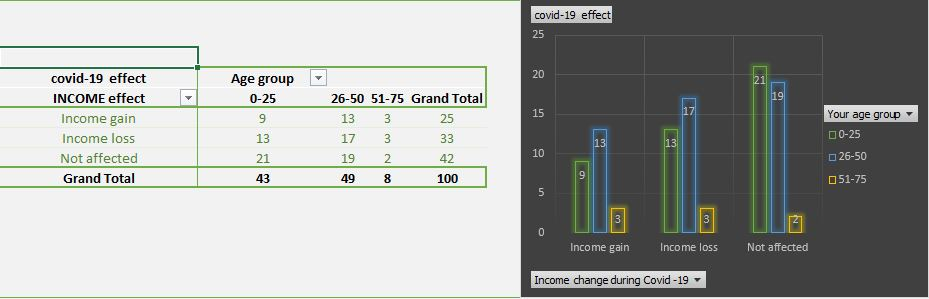 covid-19  effect
Age group
INCOME effect
0-25
26-50
51-75
Grand Total
Income gain
9
13
3
25
Income loss
13
17
3
33
Not affected
21
19
2
42
Grand Total
43
49
8
100
covid-19  effect
25
20
15
10
5
0
9
13
3
13
17
3
21
19
2
Income gain
Income loss
Not affected
Your age group
0-25
26-50
51-75
Income change during Covid -19